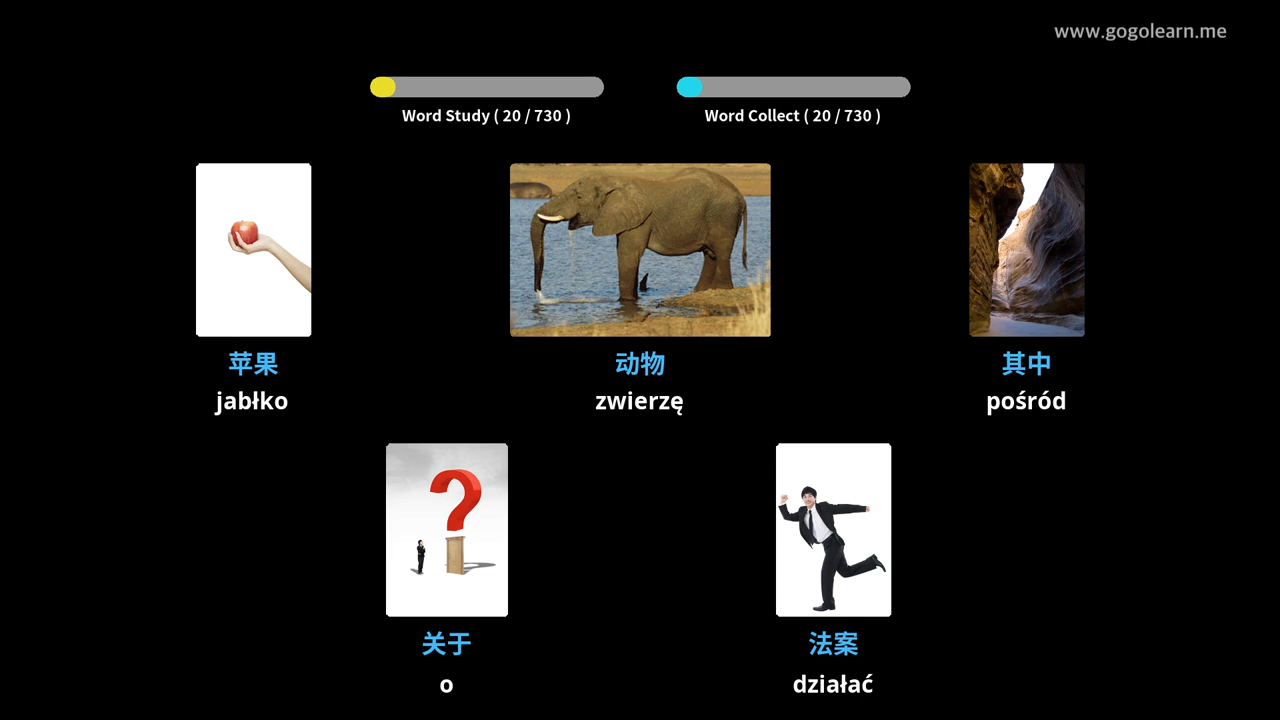 www.gogolearn.me
Word Study ( 20 / 730 )
Word Collect ( 20 / 730 )
苹果
jabłko
动物
zwierzę
其中
pośród
关于
o
法案
działać